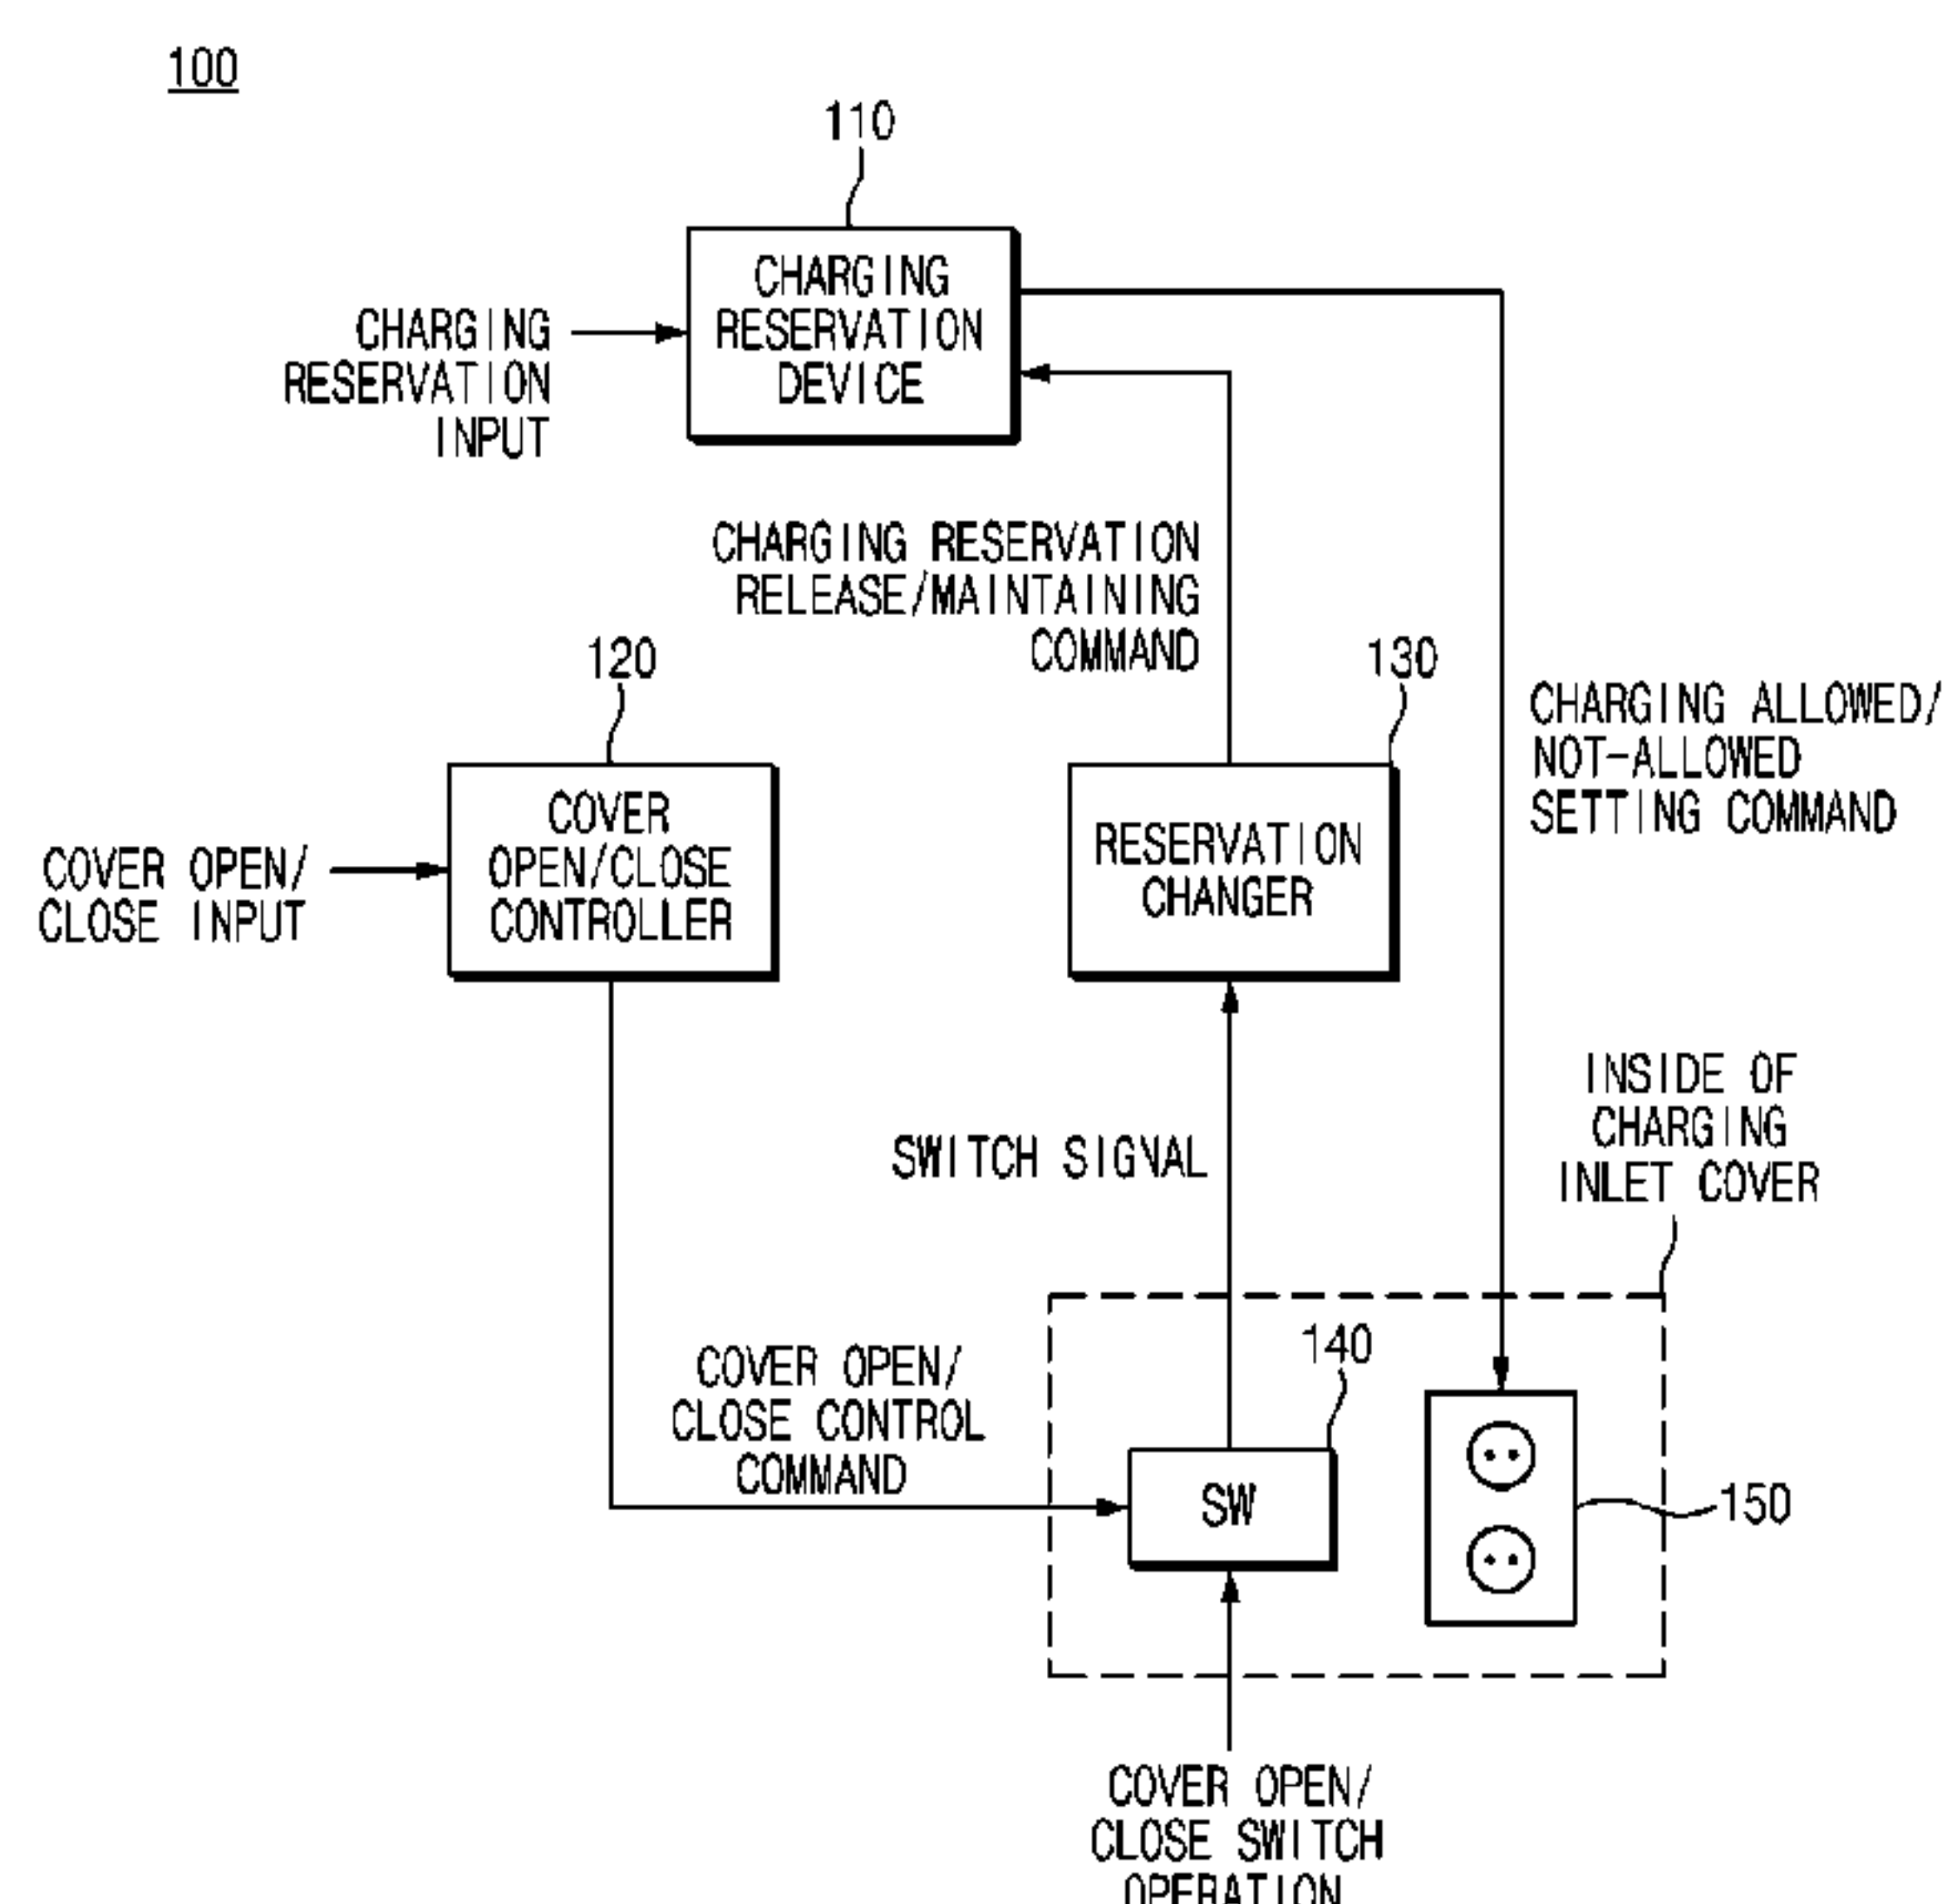 100
110
CHARGING
RESERVATION
DEVICE
CHARGING
RESERVATION
INPUT
CHARGING RESERVATION
RELEASE/MAINTAINING
COMMAND
120
130
CHARGING ALLOWED/
NOT-ALLOWED
SETTING COMMAND
COVER
OPEN/CLOSE
CONTROLLER
RESERVATION
CHANGER
COVER OPEN/
CLOSE INPUT
INSIDE OF
CHARGING
INLET COVER
SWITCH SIGNAL
140
COVER OPEN/
CLOSE CONTROL
COMMAND
SW
150
COVER OPEN/
CLOSE SWITCH
OPERATION